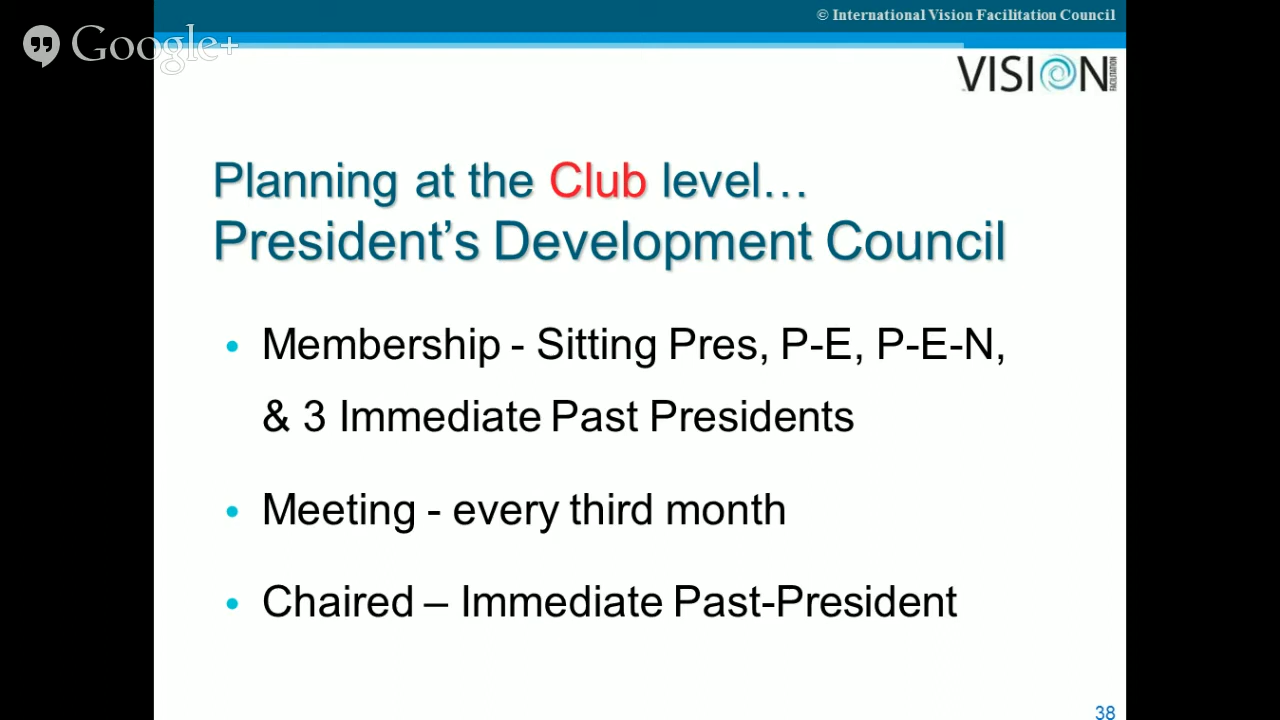 © International Vision Facilitation Council
Google+
VISION
FACILITATION
Planning at the Club level…
President’s Development Council
• Membership - Sitting Pres, P-E, P-E-N,
& 3 Immediate Past Presidents
• Meeting - every third month
• Chaired – Immediate Past-President
38